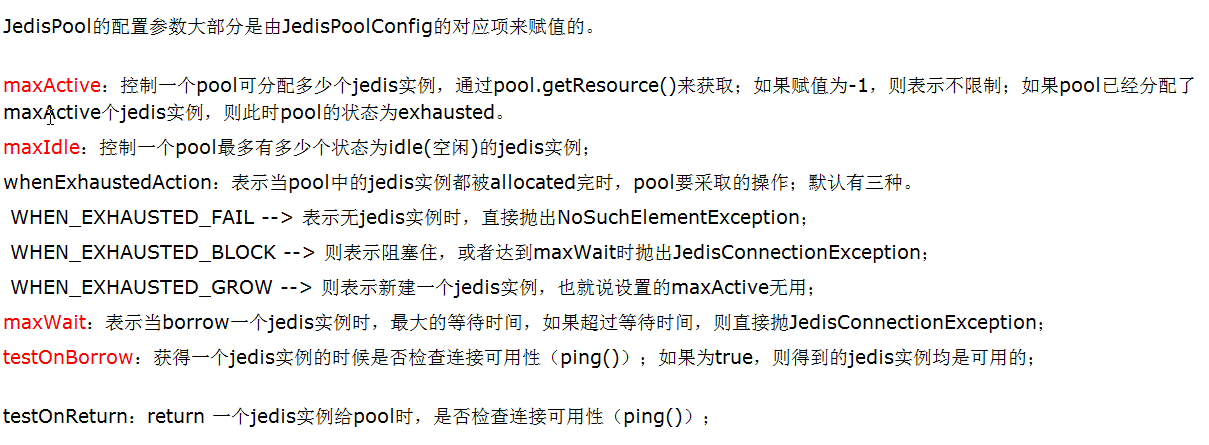 JedisPool的配置参数大部分是由JedisPoolConfig的对应项来赋值的。
maxActive：控制一个pool可分配多少个jedis实例，通过pool.getResource()来获取；如果赋值为-1，则表示不限制；如果pool已经分配了
maxActive个jedis实例，则此时pool的状态为exhausted。
maxIdle：控制一个pool最多有多少个状态为idle(空闲)的jedis实例；
whenExhaustedAction：表示当pool中的jedis实例都被allocated完时，pool要采取的操作；默认有三种。
WHEN_EXHAUSTED_FAIL --> 表示无jedis实例时，直接抛出NoSuchElementException；
WHEN_EXHAUSTED_BLOCK --> 则表示阻塞住，或者达到maxWait时抛出JedisConnectionException；
WHEN_EXHAUSTED_GROW --> 则表示新建一个jedis实例，也就说设置的maxActive无用；
maxWait：表示当borrow一个jedis实例时，最大的等待时间，如果超过等待时间，则直接抛JedisConnectionException；
testOnBorrow：获得一个jedis实例的时候是否检查连接可用性（ping()）；如果为true，则得到的jedis实例均是可用的；
testOnReturn：return 一个jedis实例给pool时，是否检查连接可用性（ping()）；